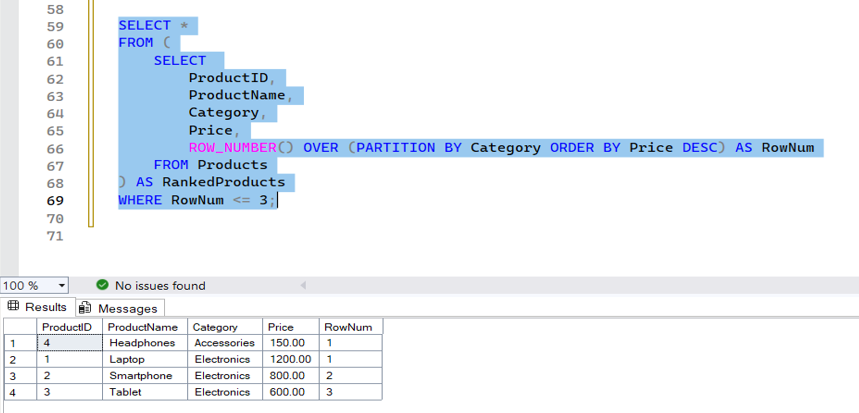 58
59 SELECT *
60 FROM (
61 SELECT
62 ProductID,
63 ProductName,
64 Category,
65 Price,
66 ROW_NUMBER() OVER (PARTITION BY Category ORDER BY Price DESC) AS RowNum
67 FROM Products
68 ) AS RankedProducts
69 WHERE RowNum <= 3;
70
71
100 % No issues found
Results Messages
ProductID ProductName Category Price RowNum
1 4 Headphones Accessories 150.00 1
2 1 Laptop Electronics 1200.00 1
3 2 Smartphone Electronics 800.00 2
4 3 Tablet Electronics 600.00 3